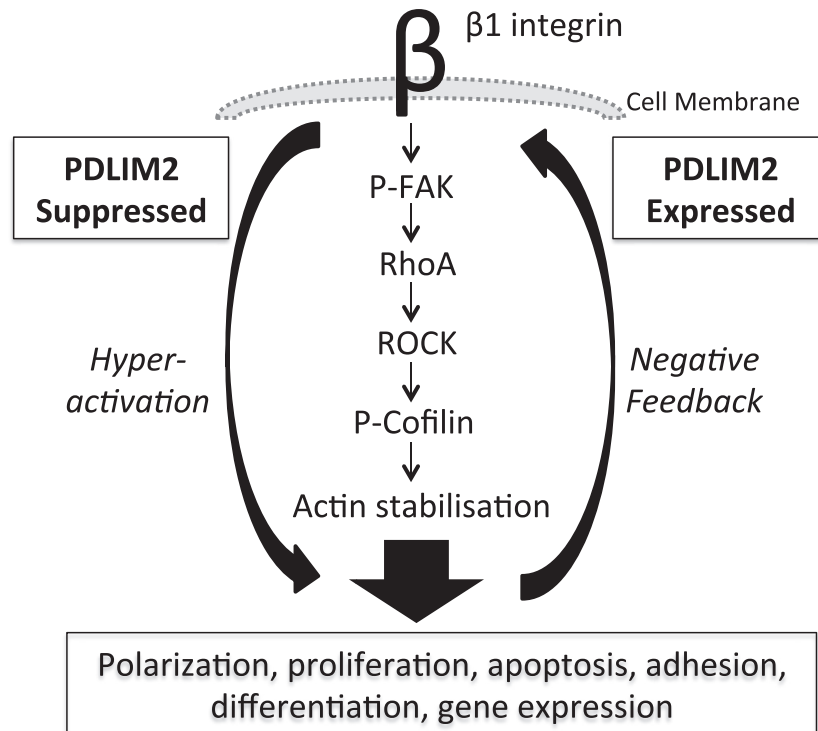 β
β1 integrin
Cell Membrane
PDLIM2
Suppressed
PDLIM2
Expressed
P-FAK
RhoA
ROCK
P-Cofilin
Actin stabilisation
Hyper-
activation
Negative
Feedback
Polarization, proliferation, apoptosis, adhesion,
differentiation, gene expression